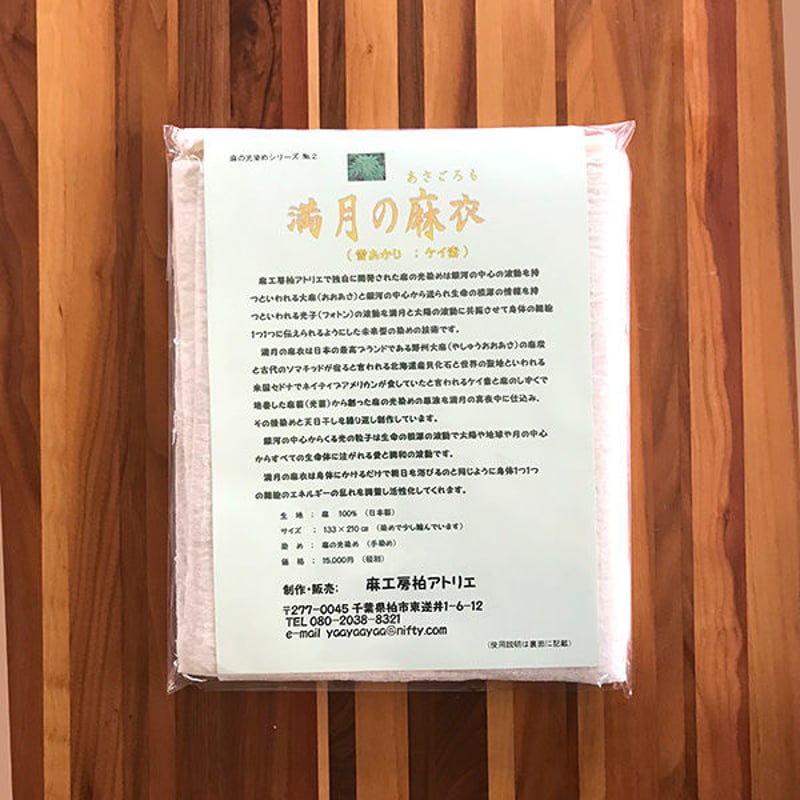 麻の光染めシリーズ №2
あさごろも
満月の麻衣
(雪あかり : ケイ素)
麻工房柏アトリエで独自に開発された麻の光染めは銀河の中心の波動を持
つといわれる大麻(おおあさ)と銀河の中心から送られ生命の根源の情報を持
つといわれる光子(フォトン)の波動を満月と太陽の波動に共振させて身体の細胞
1つ1つに伝えられるようにした未来型の染めの技術です。
満月の麻衣は日本の最高ブランドである野州大麻(やしゅうおおあさ)の麻炭
と古代のソマチッドが宿ると言われる北海道産貝化石と世界の聖地といわれる
米国セドナでネイティブアメリカンが食していたと言われるケイ素と麻のしずくで
培養した麻菌(光菌)から創った麻の光染めの原液を満月の真夜中に仕込み、
その後染めと天日干しを繰り返し制作しています。
銀河の中心からくる光の粒子は生命の根源の波動で太陽や地球や月の中心
からすべての生命体に注がれる愛と調和の波動です。
満月の麻衣は身体にかけるだけで朝日を浴びるのと同じように身体1つ1つ
の細胞のエネルギーの乱れを調整し活性化してくれます。
生 地 : 麻 100% (日本製)
サイズ : 133×210㎝ (染めで少し縮んでいます)
染 め : 麻の光染め (手染め)
価 格 : 15,000円 (税別)
制作・販売: 麻工房柏アトリエ
〒277-0045 千葉県柏市東逆井1-6-12
TEL 080-2038-8321
e-mail yaayaayaa@nifty.com
(使用説明は裏面に記載)